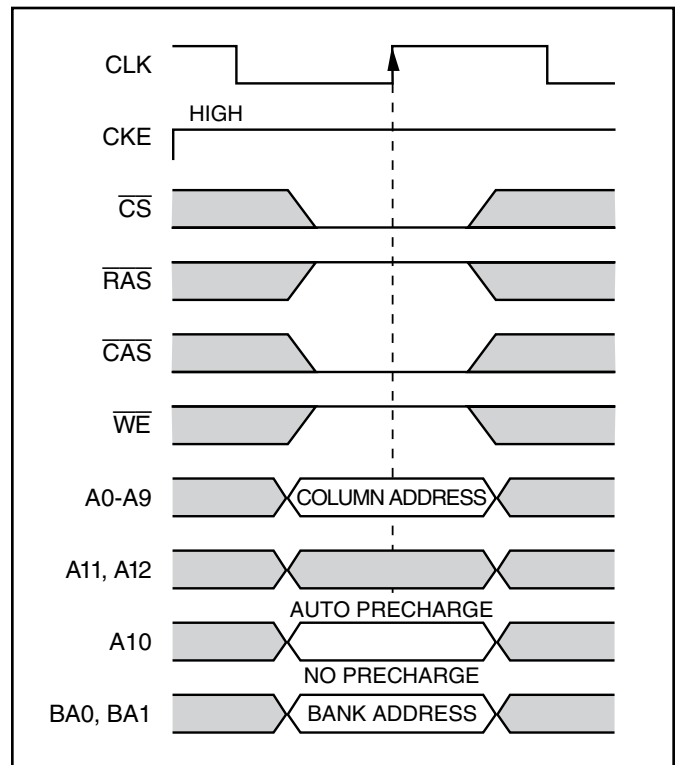 CLK
HIGH
CKE
CS
RAS
CAS
WE
A0-A9 COLUMN ADDRESS
A11, A12
AUTO PRECHARGE
A10
NO PRECHARGE
BA0, BA1 BANK ADDRESS